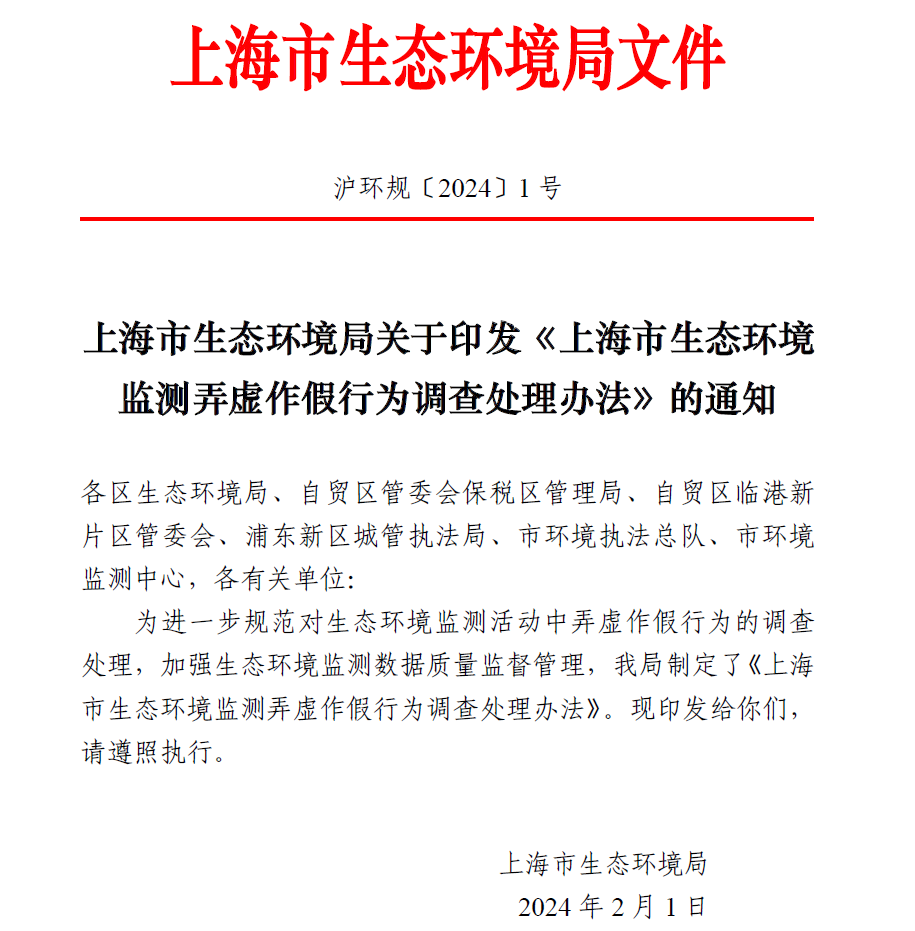 上海市生态环境局文件
沪环规〔2024〕1 号
上海市生态环境局关于印发《上海市生态环境
监测弄虚作假行为调查处理办法》的通知
各区生态环境局、自贸区管委会保税区管理局、自贸区临港新
片区管委会、浦东新区城管执法局、市环境执法总队、市环境
监测中心，各有关单位：
为进一步规范对生态环境监测活动中弄虚作假行为的调查
处理，加强生态环境监测数据质量监督管理，我局制定了《上海
市生态环境监测弄虚作假行为调查处理办法》。现印发给你们，
请遵照执行。
上海市生态环境局
2024 年 2 月 1 日